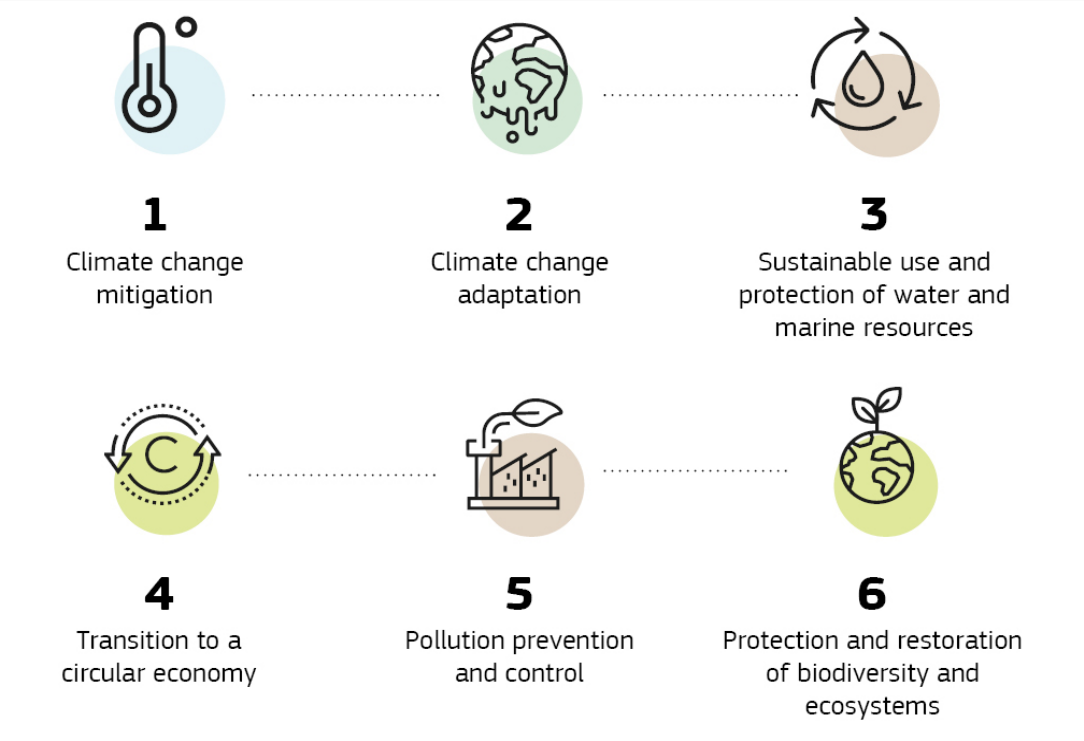 1
Climate change
mitigation
2
Climate change
adaptation
3
Sustainable use and
protection of water and
marine resources
4
Transition to a
circular economy
5
Pollution prevention
and control
6
Protection and restoration
of biodiversity and
ecosystems